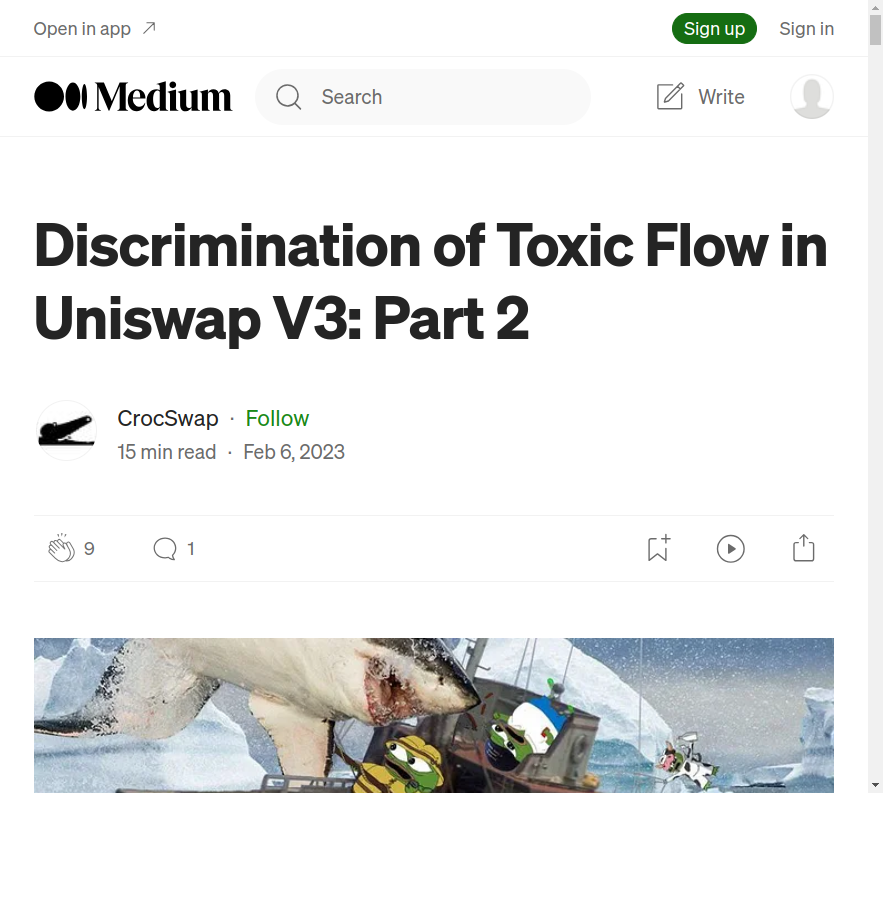 Open in app
Sign up
Sign in
Medium
Search
Write
Discrimination of Toxic Flow in
Uniswap V3: Part 2
CrocSwap · Follow
15 min read · Feb 6, 2023
9
1